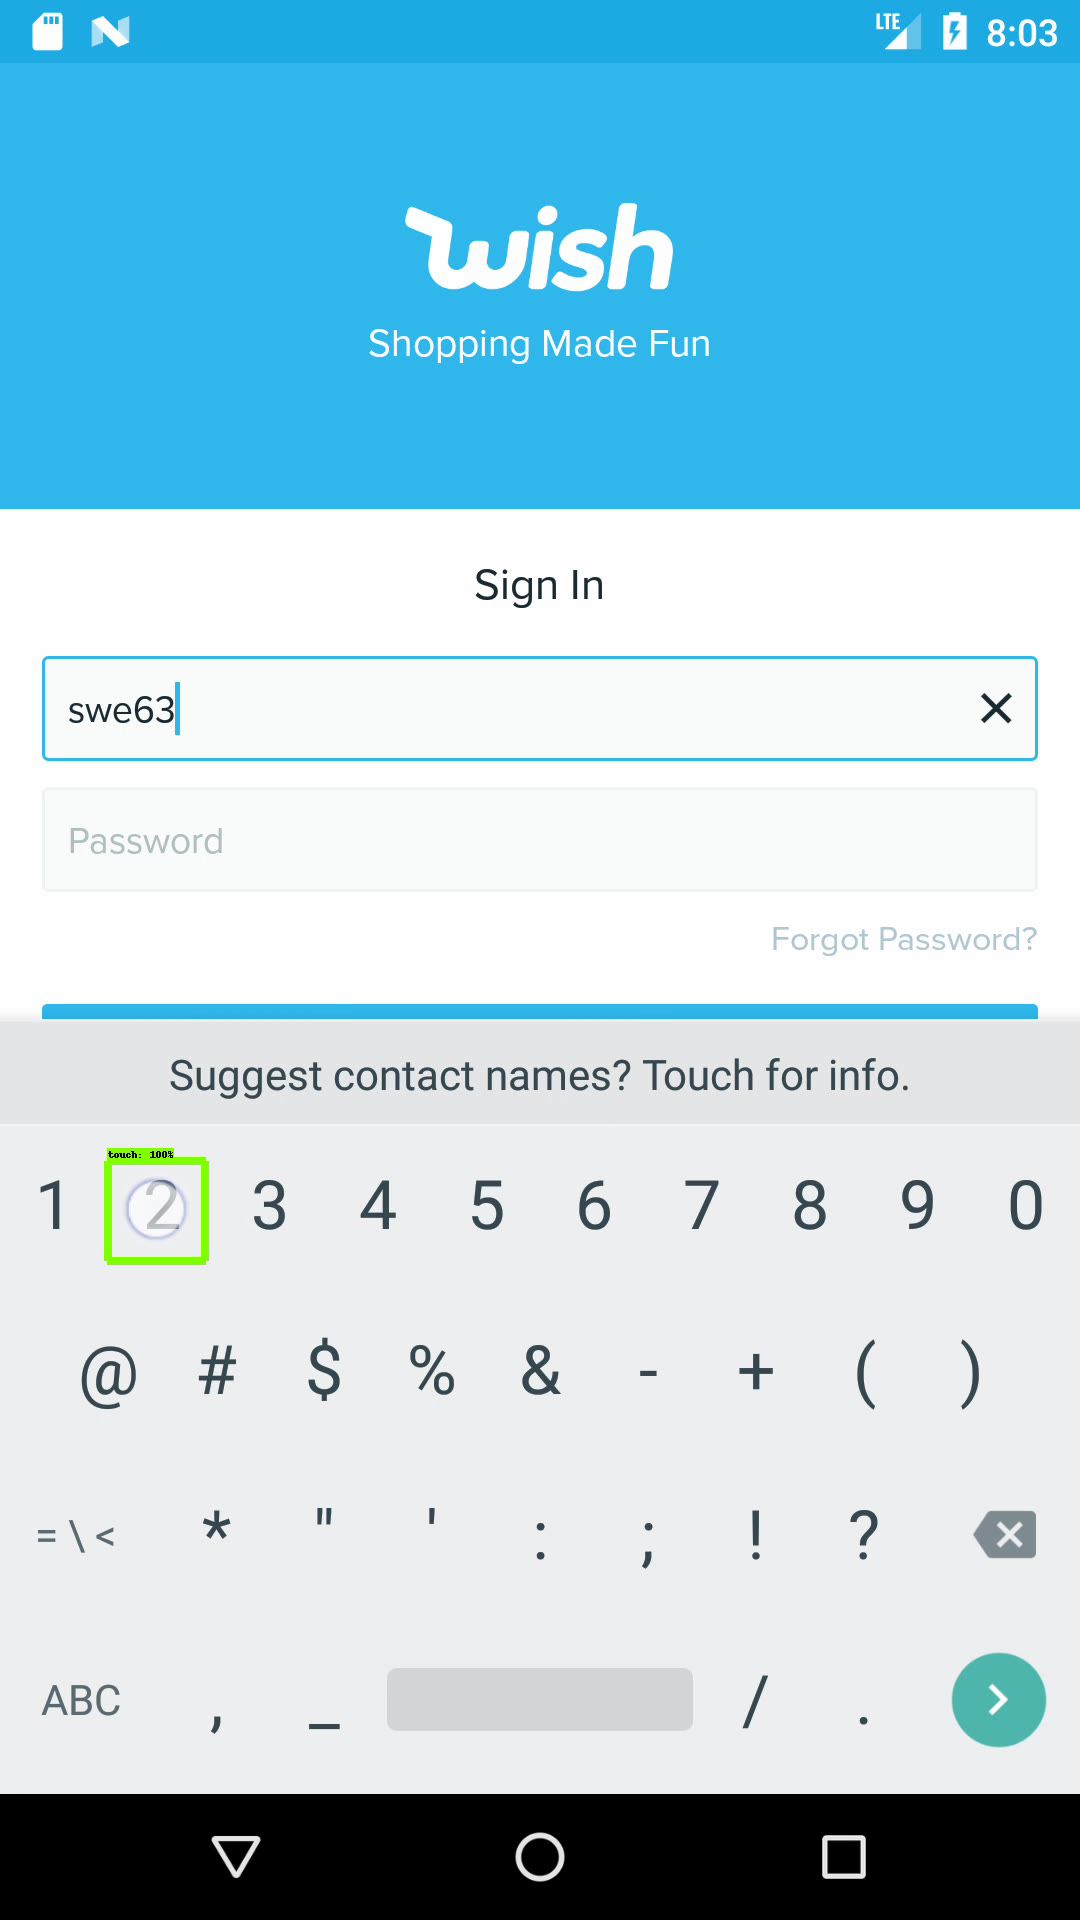 LTE 8:03
wish
Shopping Made Fun
Sign In
swe63
Password
Forgot Password?
Suggest contact names? Touch for info.
touch: 100%
1 2 3 4 5 6 7 8 9 0
@ # $ % & - + ( )
= \ < * " ' : ; ! ?
ABC , _ / .